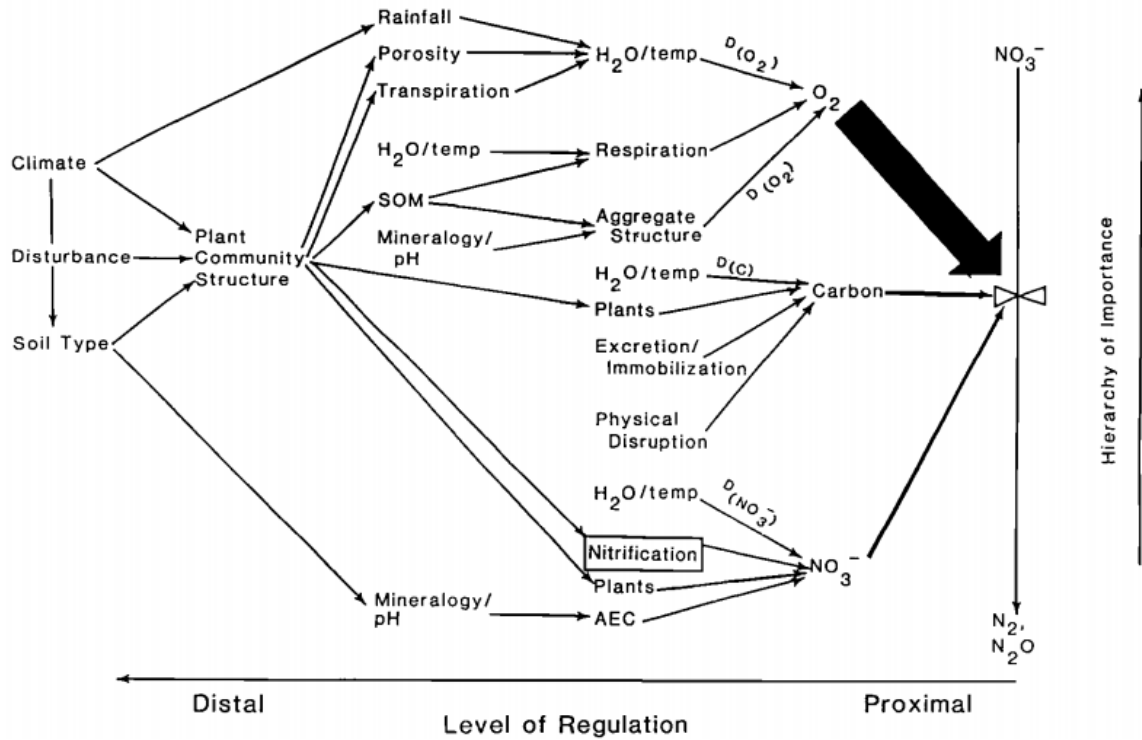 Rainfall
Porosity
Transpiration
H2O/temp
D(O2)
O2
NO3−
Climate
H2O/temp
Respiration
SOM
D(O2)
Aggregate
Structure
Mineralogy/
pH
Plant
Community
Structure
Disturbance
H2O/temp
D(C)
Carbon
Plants
Soil Type
Excretion/
Immobilization
Physical
Disruption
H2O/temp
D(NO3−)
Nitrification
NO3−
Plants
Mineralogy/
pH
AEC
N2,
N2O
Hierarchy of Importance
Distal
Proximal
Level of Regulation